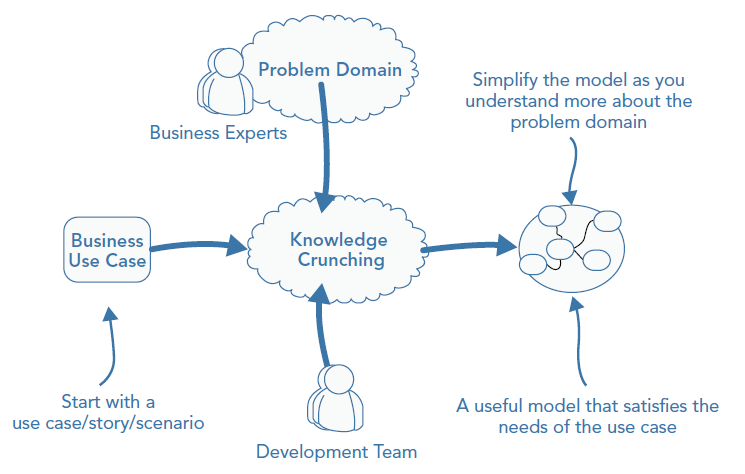 Problem Domain
Business Experts
Simplify the model as you
understand more about the
problem domain
Business
Use Case
Knowledge
Crunching
Start with a
use case/story/scenario
Development Team
A useful model that satisfies the
needs of the use case